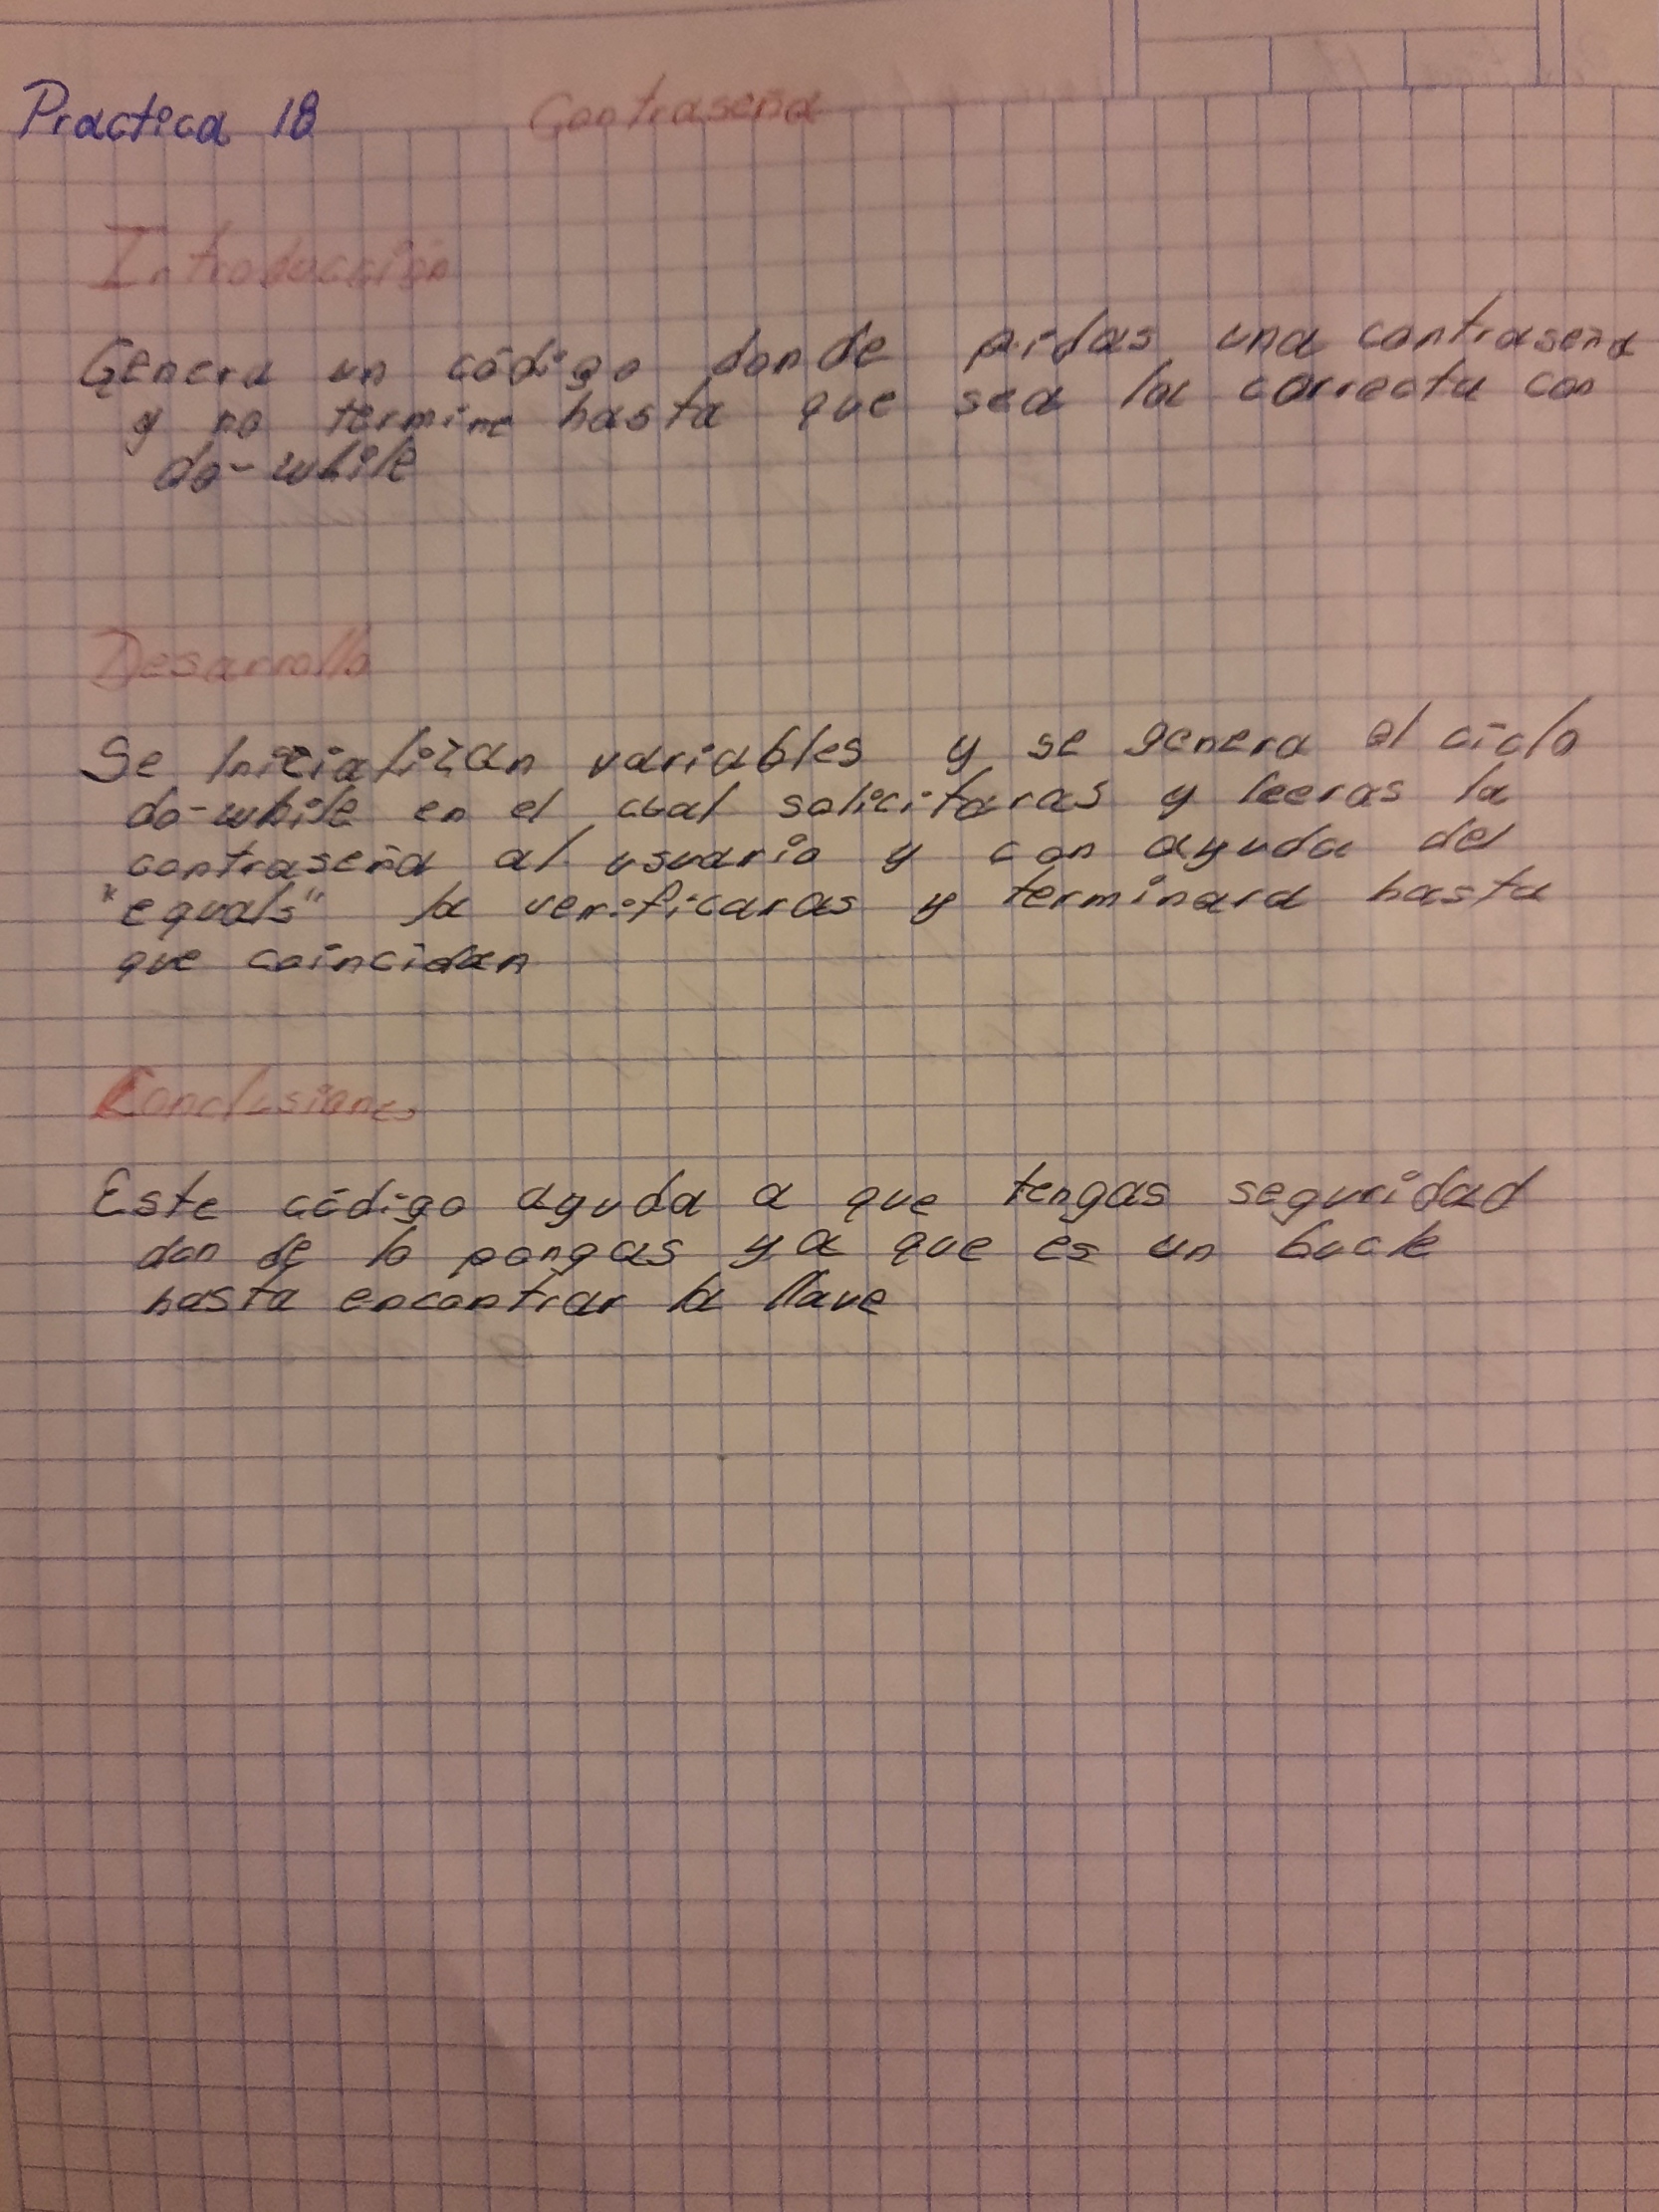 Practica 18 Contraseña
Introducción
Genera un código donde pidas una contraseña
y no termine hasta que sea la correcta con
do-while
Desarrollo
Se Inicializan variables y se genera el ciclo
do-while en el cual solicitaras y leeras la
contraseña al usuario y con ayuda del
"equals" la verificaras y terminara hasta
que coincidan
Conclusiones
Este código ayuda a que tengas seguridad
donde lo pongas ya que es un bucle
hasta encontrar la llave